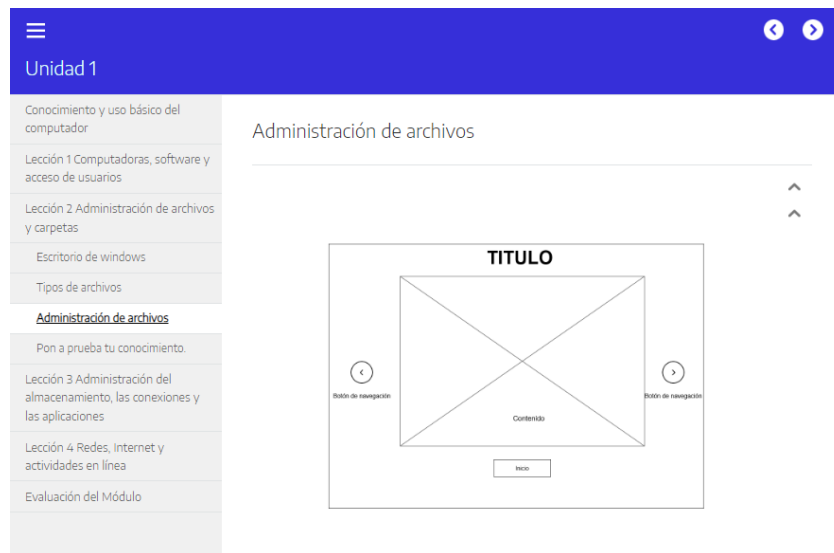 Unidad 1
Conocimiento y uso básico del
computador
Lección 1 Computadoras, software y
acceso de usuarios
Lección 2 Administración de archivos
y carpetas
Escritorio de windows
Tipos de archivos
Administración de archivos
Pon a prueba tu conocimiento.
Lección 3 Administración del
almacenamiento, las conexiones y
las aplicaciones
Lección 4 Redes, Internet y
actividades en línea
Evaluación del Módulo
Administración de archivos
TITULO
Botón de navegación
Botón de navegación
Contenido
Inicio